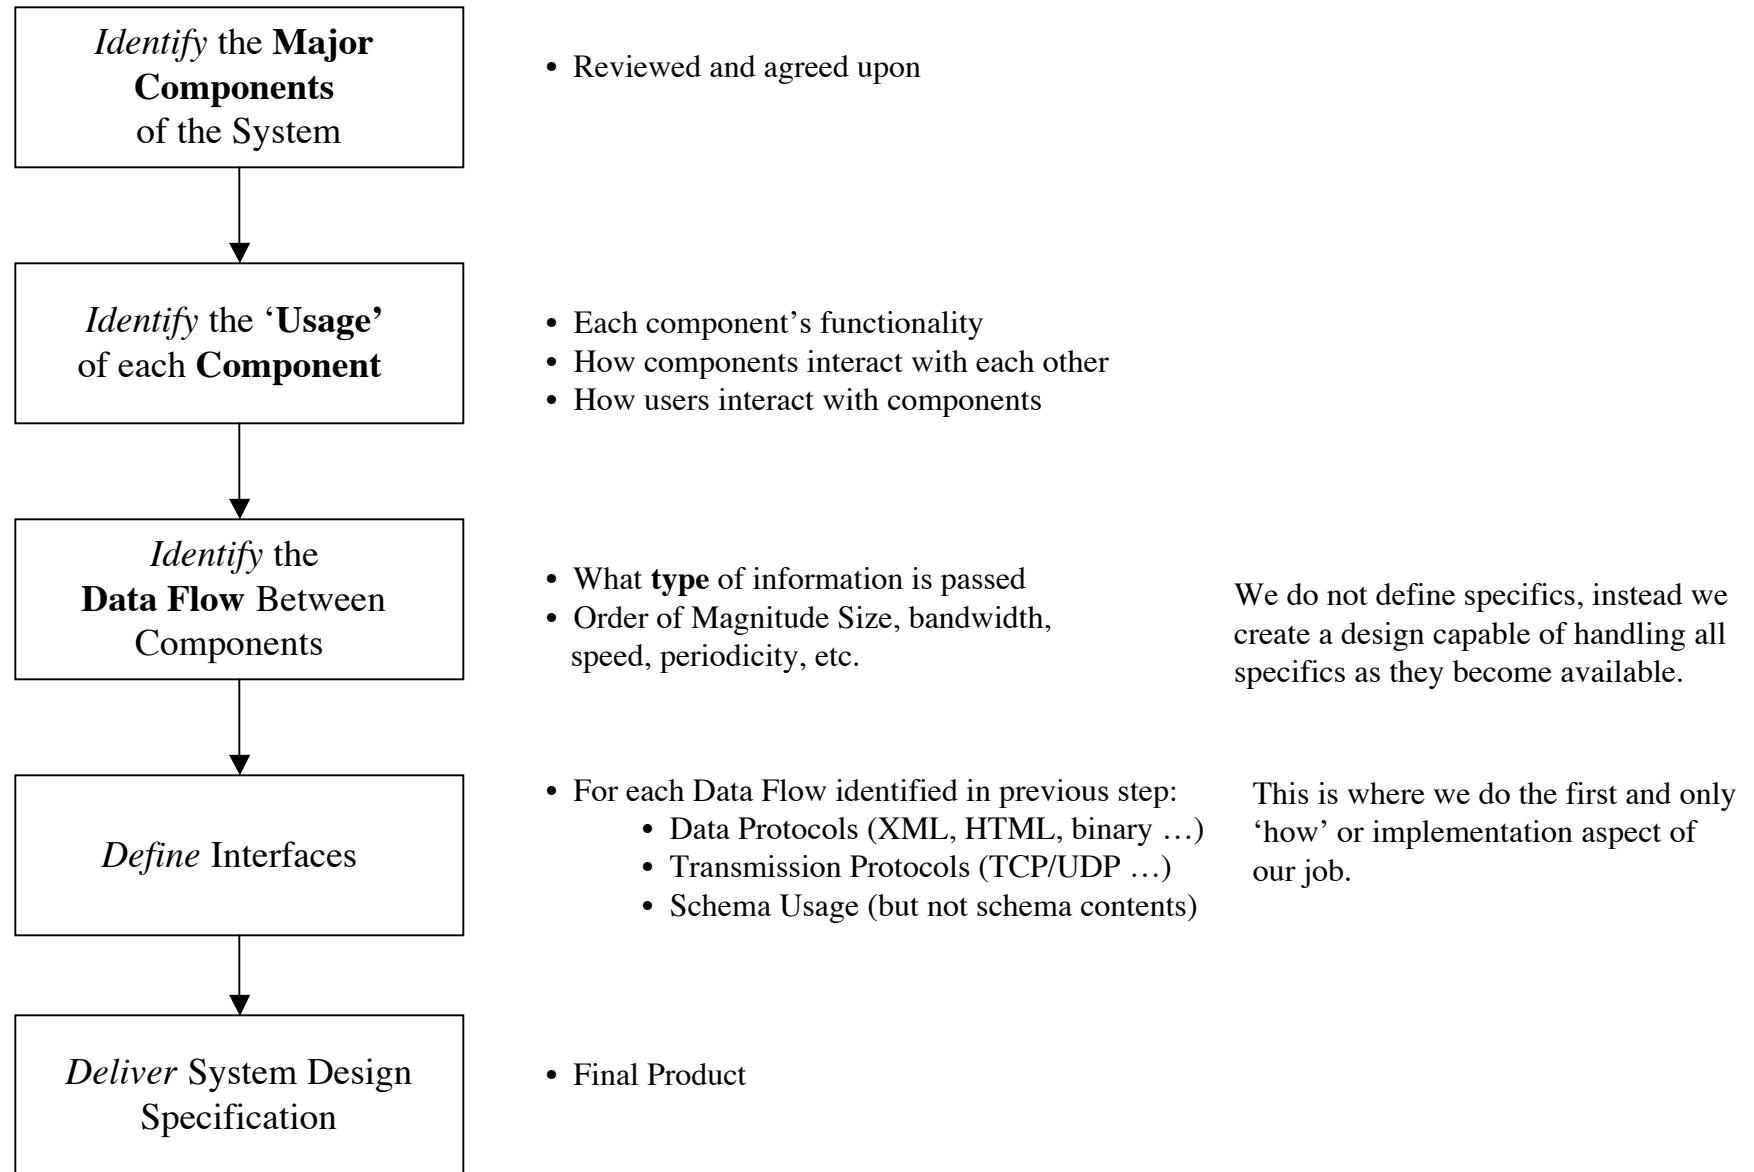 Identify the Major
Components
of the System
• Reviewed and agreed upon
Identify the ‘Usage’
of each Component
• Each component’s functionality
• How components interact with each other
• How users interact with components
Identify the
Data Flow Between
Components
• What type of information is passed
• Order of Magnitude Size, bandwidth,
speed, periodicity, etc.
We do not define specifics, instead we
create a design capable of handling all
specifics as they become available.
Define Interfaces
• For each Data Flow identified in previous step:
• Data Protocols (XML, HTML, binary …)
• Transmission Protocols (TCP/UDP …)
• Schema Usage (but not schema contents)
This is where we do the first and only
‘how’ or implementation aspect of
our job.
Deliver System Design
Specification
• Final Product